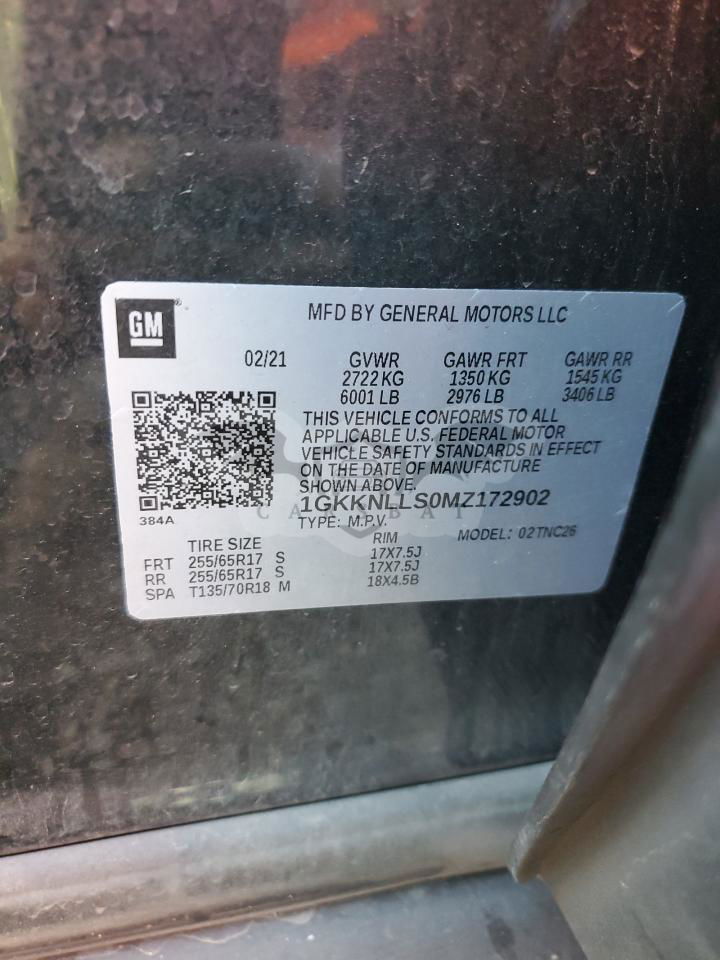 GM
MFD BY GENERAL MOTORS LLC
02/21 GVWR GAWR FRT GAWR RR
2722 KG 1350 KG 1545 KG
6001 LB 2976 LB 3406 LB
THIS VEHICLE CONFORMS TO ALL
APPLICABLE U.S. FEDERAL MOTOR
VEHICLE SAFETY STANDARDS IN EFFECT
ON THE DATE OF MANUFACTURE
SHOWN ABOVE.
1GKKNLLS0MZ172902
384A
TYPE: M.P.V. MODEL: 02TNC26
TIRE SIZE RIM
FRT 255/65R17 S 17X7.5J
RR 255/65R17 S 17X7.5J
SPA T135/70R18 M 18X4.5B